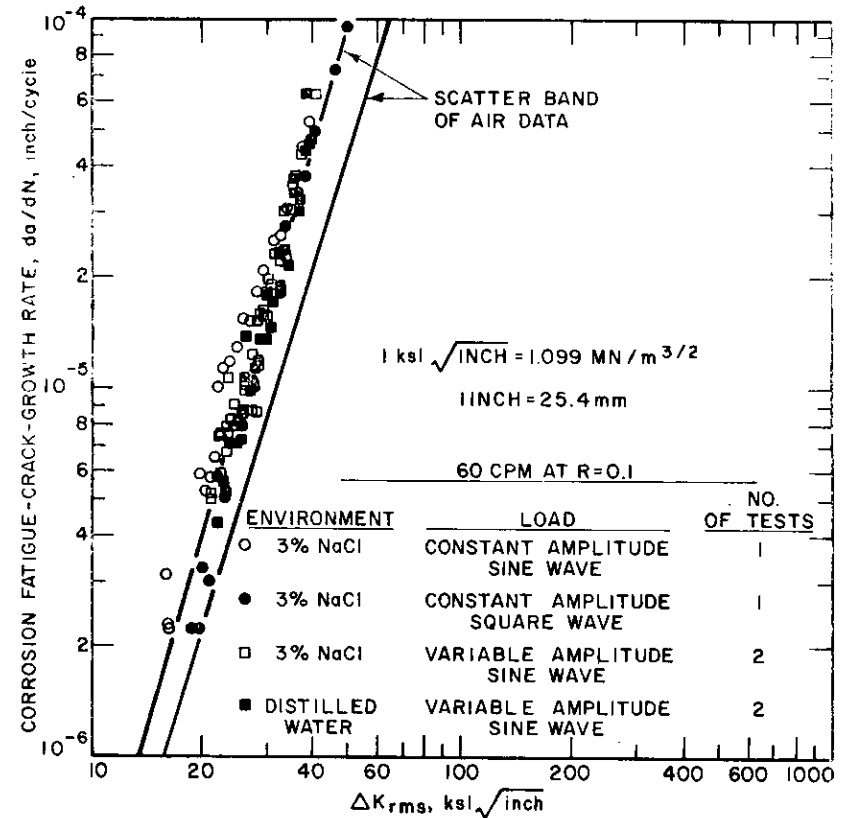 CORROSION FATIGUE-CRACK-GROWTH RATE, da/dN, inch/cycle
10⁻⁴
8
6
4
2
10⁻⁵
8
6
4
2
10⁻⁶
SCATTER BAND
OF AIR DATA
1 ksi √INCH = 1.099 MN/m^3/2
1 INCH = 25.4 mm
60 CPM AT R=0.1
ENVIRONMENT LOAD NO. OF TESTS
○ 3% NaCl CONSTANT AMPLITUDE 1
SINE WAVE
● 3% NaCl CONSTANT AMPLITUDE 1
SQUARE WAVE
□ 3% NaCl VARIABLE AMPLITUDE 2
SINE WAVE
■ DISTILLED VARIABLE AMPLITUDE 2
WATER SINE WAVE
10 20 40 60 100 200 400 600 1000
ΔKrms, ksi√inch